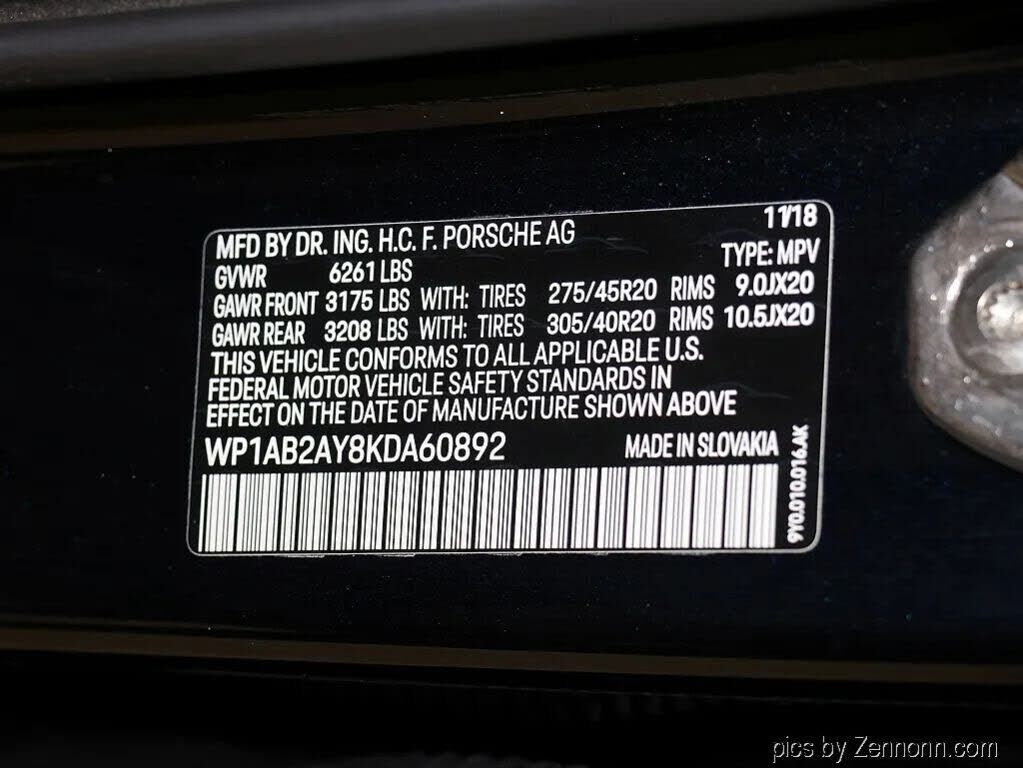 11/18
MFD BY DR. ING. H.C. F. PORSCHE AG
TYPE: MPV
GVWR 6261 LBS
GAWR FRONT 3175 LBS WITH: TIRES 275/45R20 RIMS 9.0JX20
GAWR REAR 3208 LBS WITH: TIRES 305/40R20 RIMS 10.5JX20
THIS VEHICLE CONFORMS TO ALL APPLICABLE U.S.
FEDERAL MOTOR VEHICLE SAFETY STANDARDS IN
EFFECT ON THE DATE OF MANUFACTURE SHOWN ABOVE
WP1AB2AY8KDA60892 MADE IN SLOVAKIA
9Y0.010.016.AK
pics by Zennonn.com